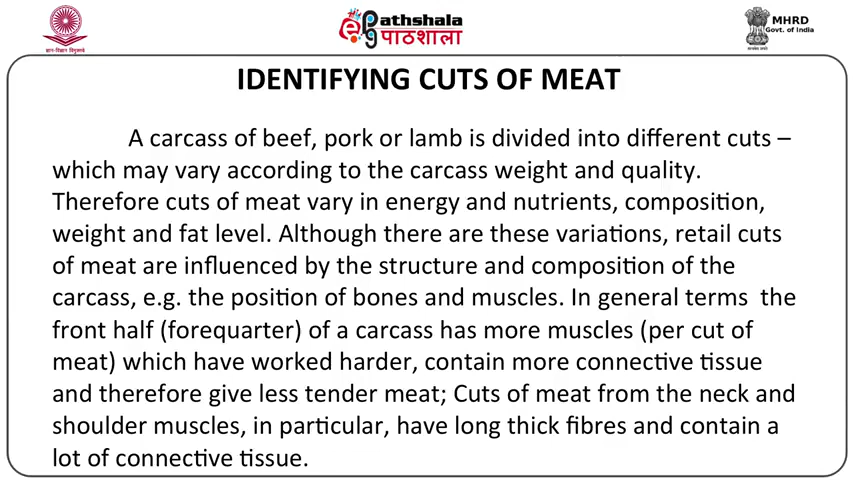 ePathshala
पाठशाला
MHRD
Govt. of India
IDENTIFYING CUTS OF MEAT
A carcass of beef, pork or lamb is divided into different cuts –
which may vary according to the carcass weight and quality.
Therefore cuts of meat vary in energy and nutrients, composition,
weight and fat level. Although there are these variations, retail cuts
of meat are influenced by the structure and composition of the
carcass, e.g. the position of bones and muscles. In general terms  the
front half (forequarter) of a carcass has more muscles (per cut of
meat) which have worked harder, contain more connective tissue
and therefore give less tender meat; Cuts of meat from the neck and
shoulder muscles, in particular, have long thick fibres and contain a
lot of connective tissue.